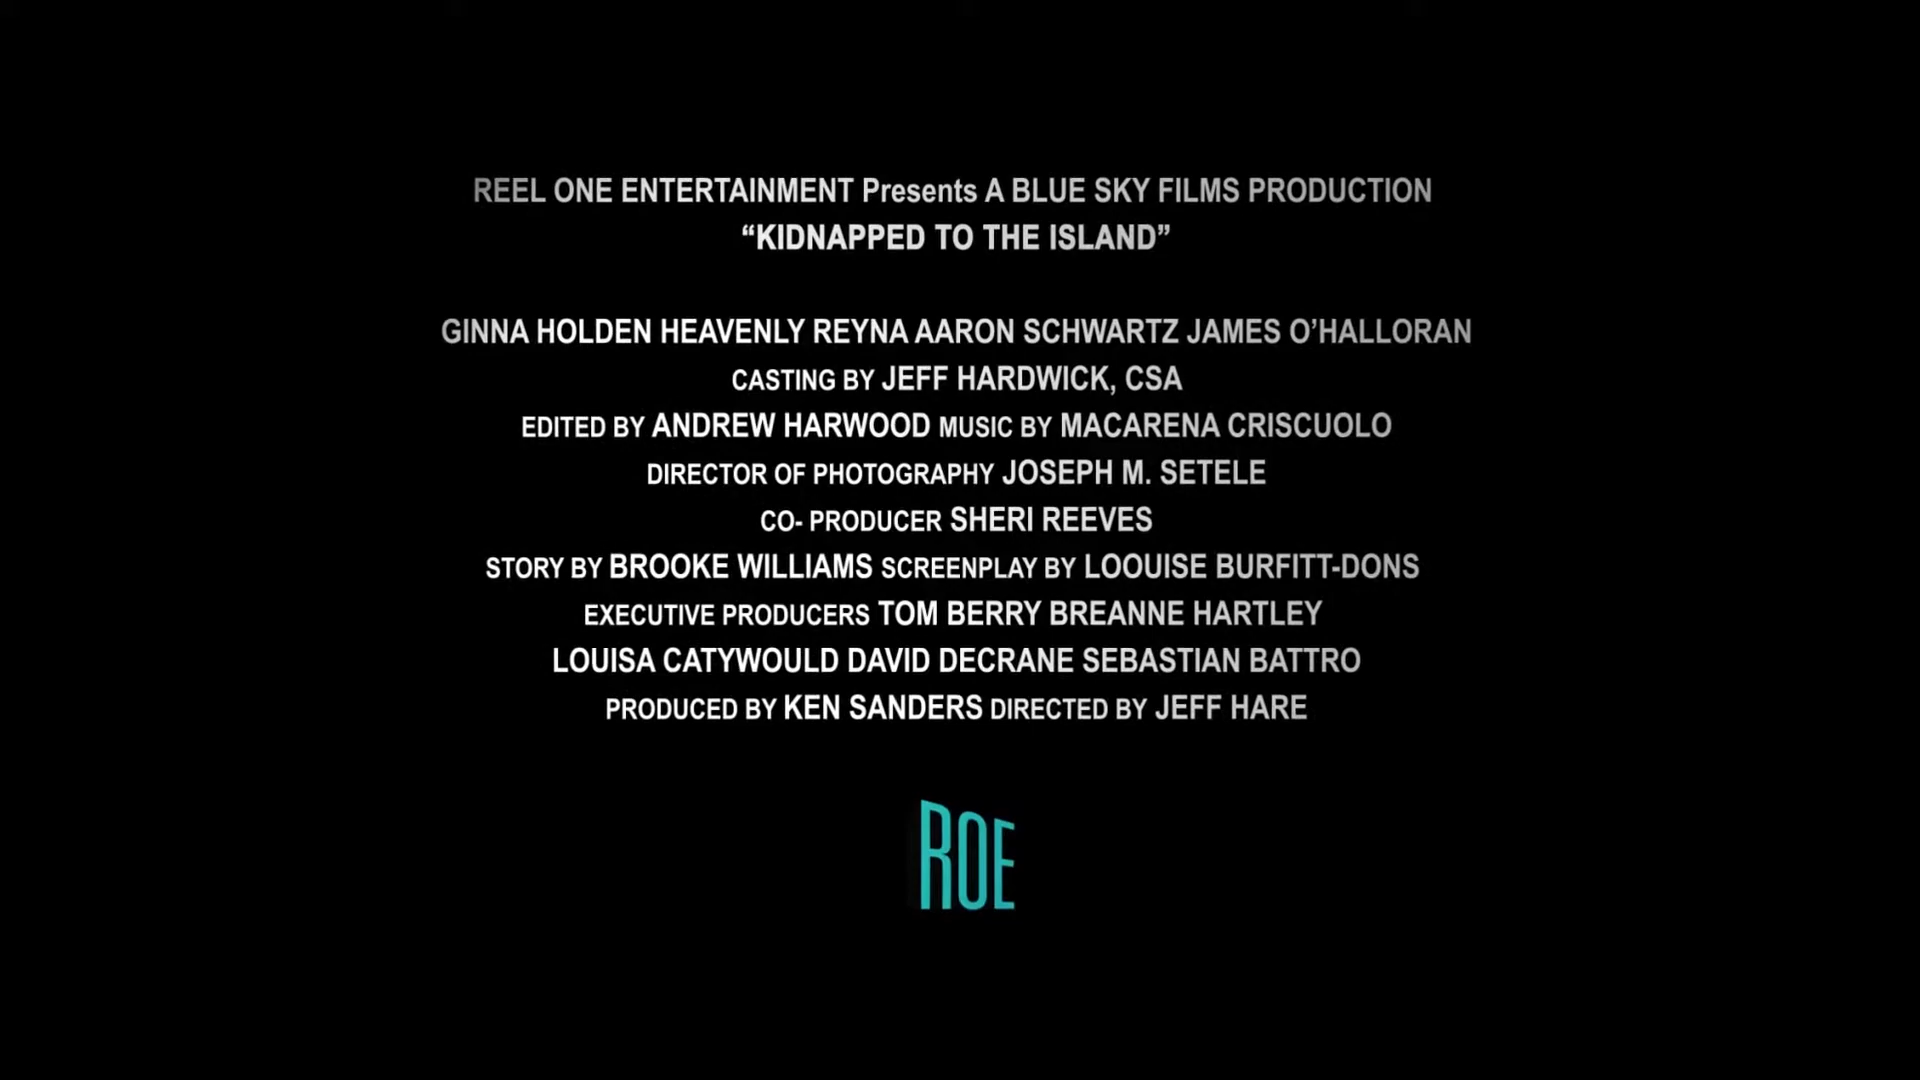 REEL ONE ENTERTAINMENT Presents A BLUE SKY FILMS PRODUCTION
“KIDNAPPED TO THE ISLAND”
GINNA HOLDEN HEAVENLY REYNA AARON SCHWARTZ JAMES O’HALLORAN
CASTING BY JEFF HARDWICK, CSA
EDITED BY ANDREW HARWOOD MUSIC BY MACARENA CRISCUOLO
DIRECTOR OF PHOTOGRAPHY JOSEPH M. SETELE
CO- PRODUCER SHERI REEVES
STORY BY BROOKE WILLIAMS SCREENPLAY BY LOOUISE BURFITT-DONS
EXECUTIVE PRODUCERS TOM BERRY BREANNE HARTLEY
LOUISA CATYWOULD DAVID DECRANE SEBASTIAN BATTRO
PRODUCED BY KEN SANDERS DIRECTED BY JEFF HARE
ROE